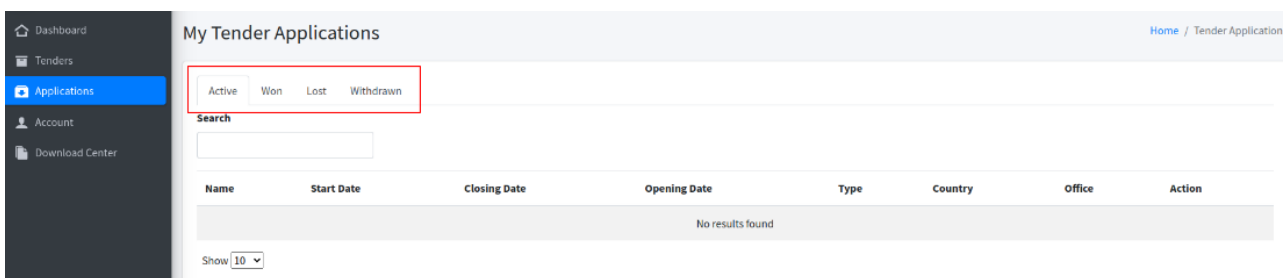 Dashboard
Tenders
Applications
Account
Download Center
My Tender Applications
Home / Tender Application
Active Won Lost Withdrawn
Search
Name Start Date Closing Date Opening Date Type Country Office Action
No results found
Show 10